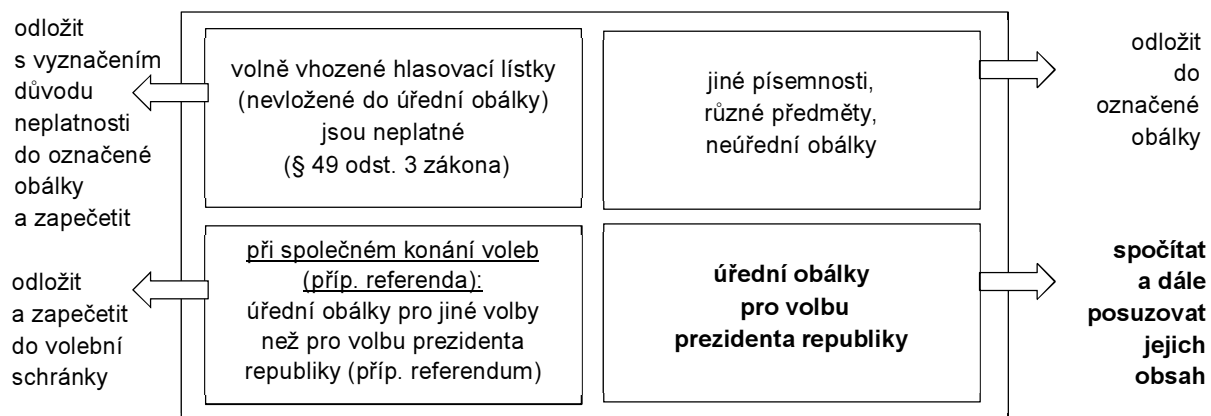 odložit
s vyznačením
důvodu
neplatnosti
do označené
obálky
a zapečetit
volně vhozené hlasovací lístky
(nevložené do úřední obálky)
jsou neplatné
(§ 49 odst. 3 zákona)
jiné písemnosti,
různé předměty,
neúřední obálky
odložit
do
označené
obálky
odložit
a zapečetit
do volební
schránky
při společném konání voleb
(příp. referenda):
úřední obálky pro jiné volby
než pro volbu prezidenta
republiky (příp. referendum)
úřední obálky
pro volbu
prezidenta republiky
spočítat
a dále
posuzovat
jejich
obsah